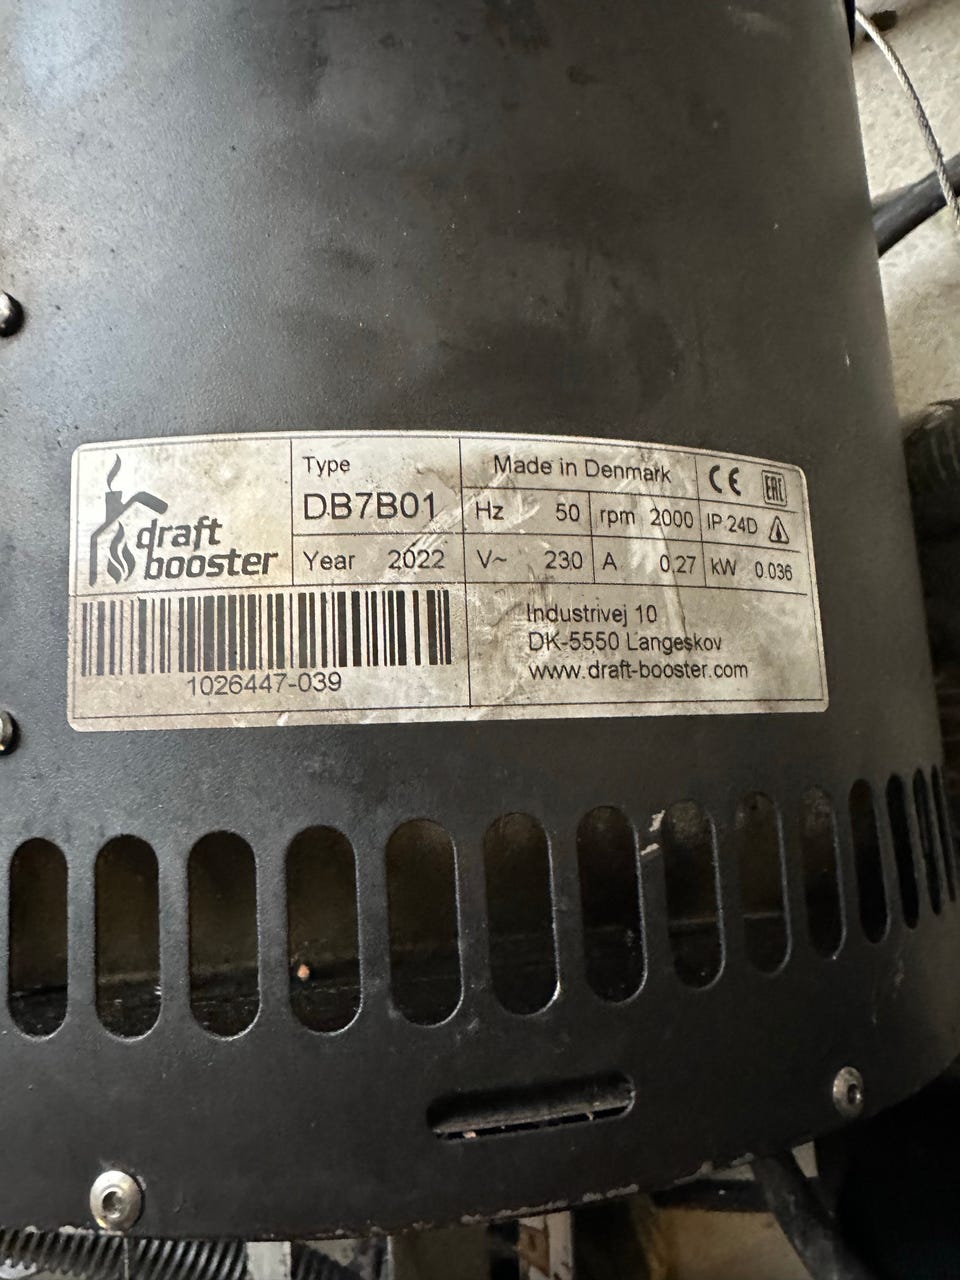 draft
booster
Type
DB7B01
Year 2022
Made in Denmark
CE EAC
Hz 50 rpm 2000 IP 24D
V~ 230 A 0,27 kW 0.036
1026447-039
Industrivej 10
DK-5550 Langeskov
www.draft-booster.com